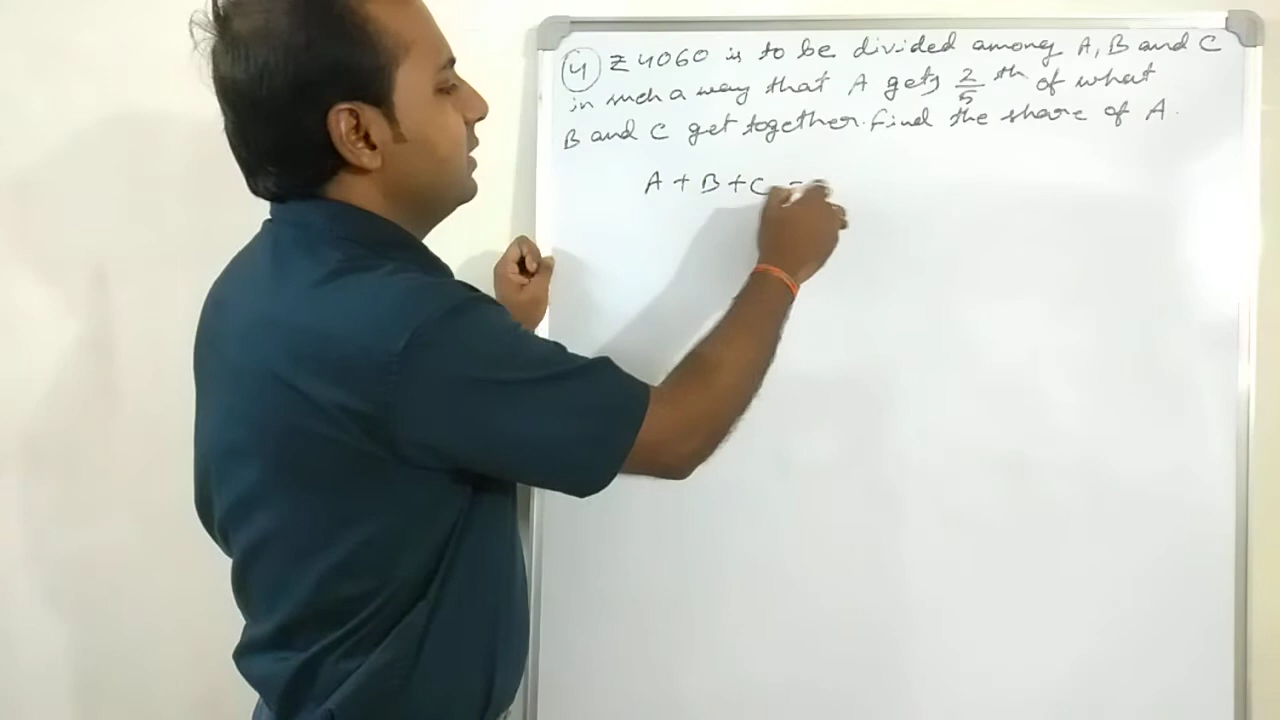 4 ₹ 4060 is to be divided among A, B and C
in such a way that A gets 2/5 th of what
B and C get together. Find the share of A.
A + B + C =